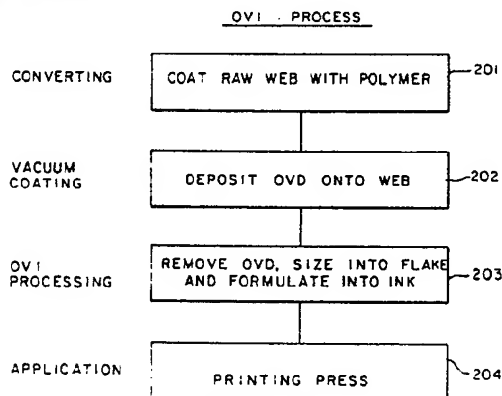 OVI PROCESS
CONVERTING
COAT RAW WEB WITH POLYMER
201
VACUUM
COATING
DEPOSIT OVD ONTO WEB
202
OVI
PROCESSING
REMOVE OVD, SIZE INTO FLAKE
AND FORMULATE INTO INK
203
APPLICATION
PRINTING PRESS
204